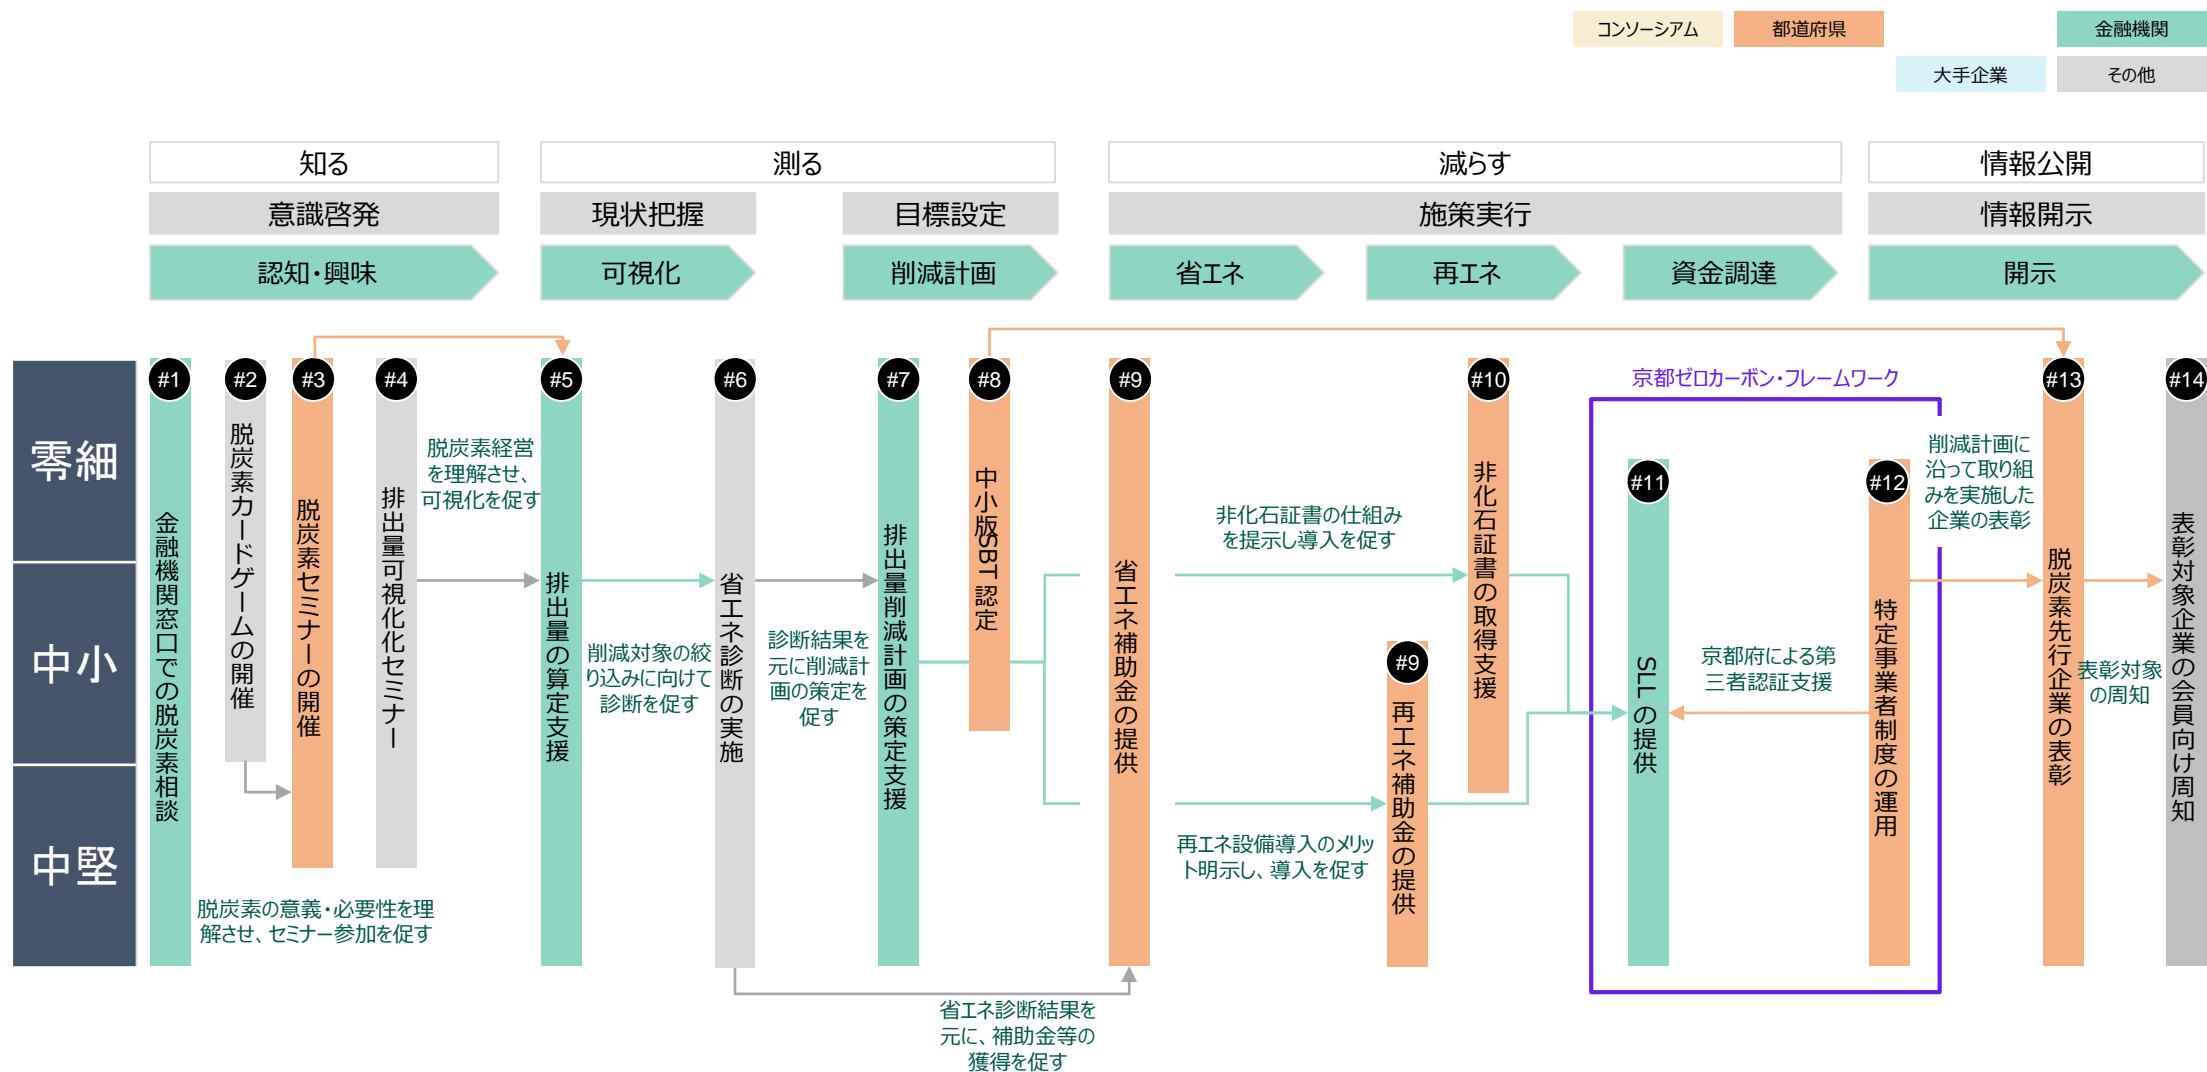 コンソーシアム
都道府県
金融機関
大手企業
その他
知る
測る
減らす
情報公開
意識啓発
現状把握
目標設定
施策実行
情報開示
認知・興味
可視化
削減計画
省エネ
再エネ
資金調達
開示
零細
中小
中堅
#1
金融機関窓口での脱炭素相談
#2
脱炭素カードゲームの開催
#3
脱炭素セミナーの開催
#4
排出量可視化化セミナー
脱炭素の意義・必要性を理
解させ、セミナー参加を促す
脱炭素経営
を理解させ、
可視化を促す
#5
排出量の算定支援
削減対象の絞
り込みに向けて
診断を促す
#6
省エネ診断の実施
診断結果を
元に削減計
画の策定を
促す
#7
排出量削減計画の策定支援
#8
中小版SBT 認定
省エネ診断結果を
元に、補助金等の
獲得を促す
#9
省エネ補助金の提供
非化石証書の仕組み
を提示し導入を促す
再エネ設備導入のメリッ
ト明示し、導入を促す
#9
再エネ補助金の提供
#10
非化石証書の取得支援
京都ゼロカーボン・フレームワーク
#11
SLL の提供
京都府による第
三者認証支援
#12
特定事業者制度の運用
削減計画に
沿って取り組
みを実施した
企業の表彰
#13
脱炭素先行企業の表彰
表彰対象
の周知
#14
表彰対象企業の会員向け周知